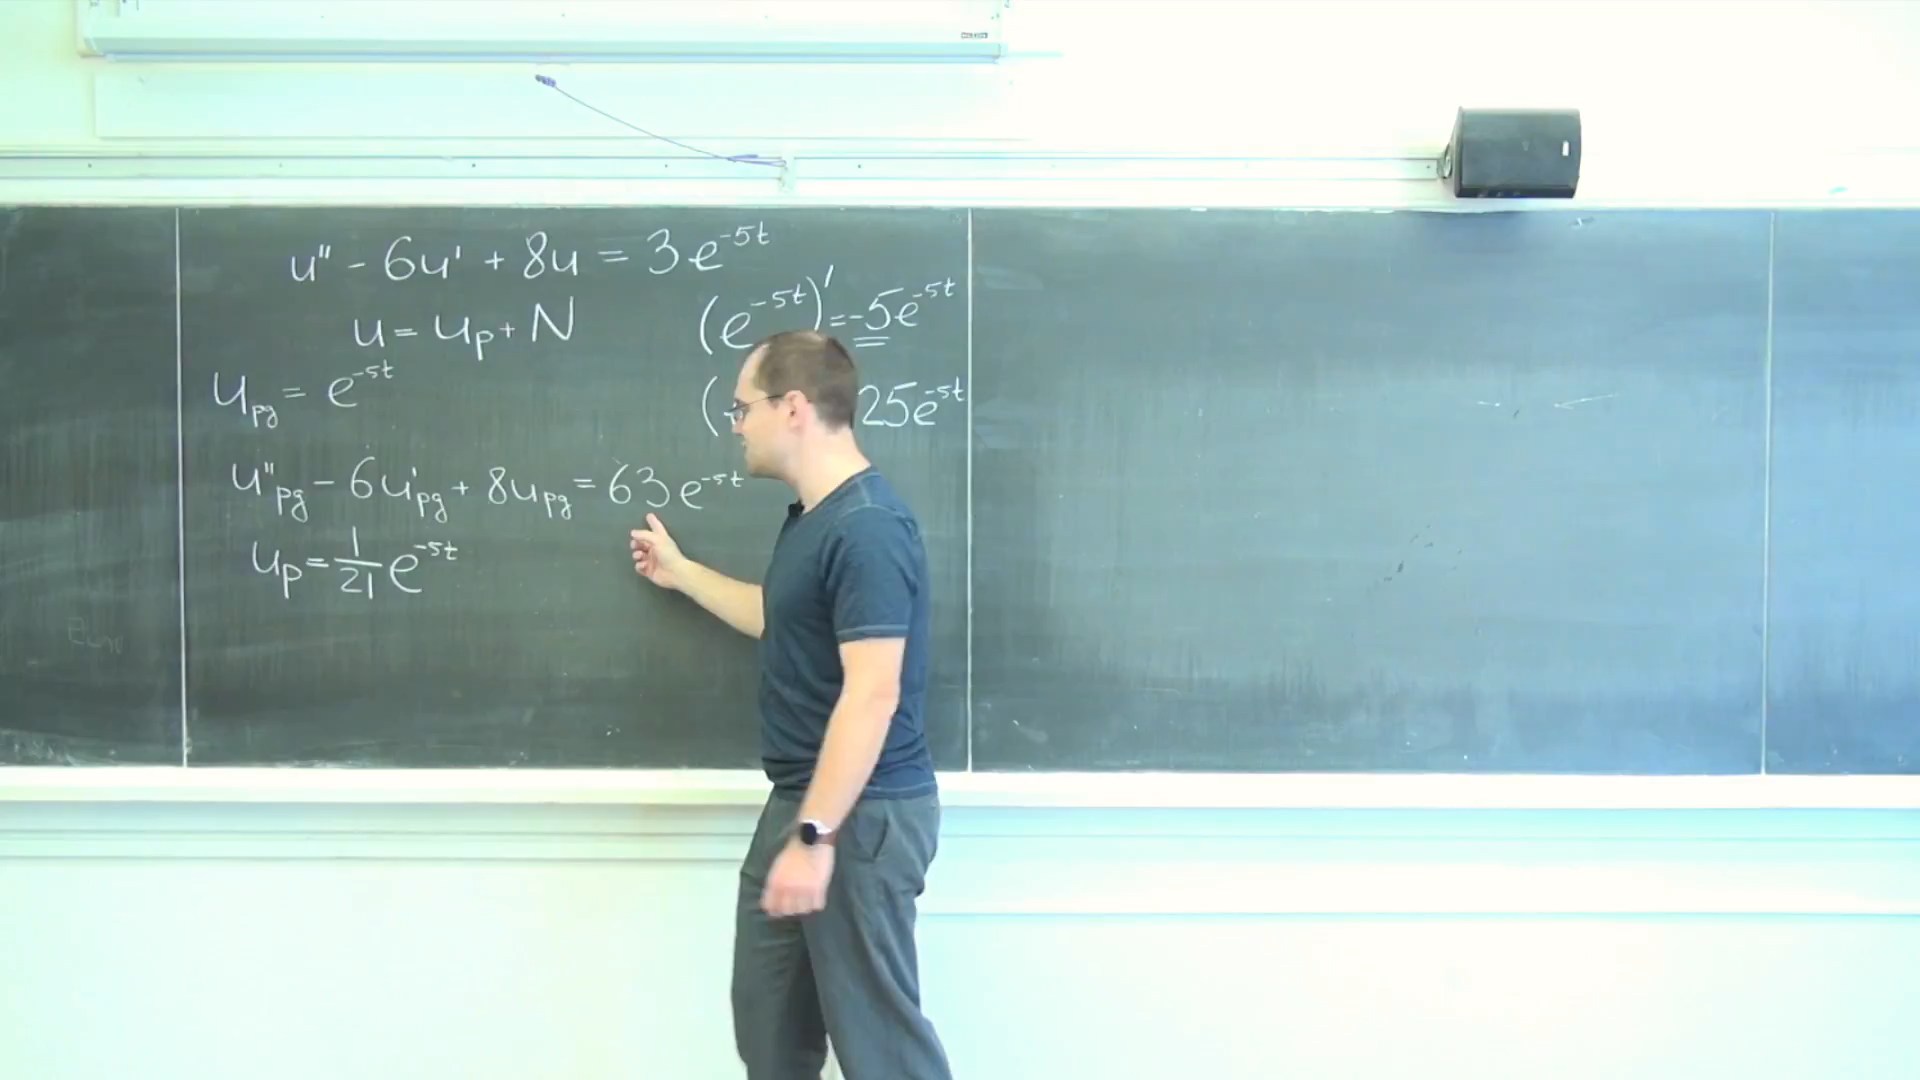 u'' - 6u' + 8u = 3e^{-5t}
u = u_p + N
(e^{-5t})' = -5e^{-5t}
u_{pg} = e^{-5t}
( 25e^{-5t}
u''_{pg} - 6u'_{pg} + 8u_{pg} = 63e^{-5t}
u_p = \frac{1}{21} e^{-5t}